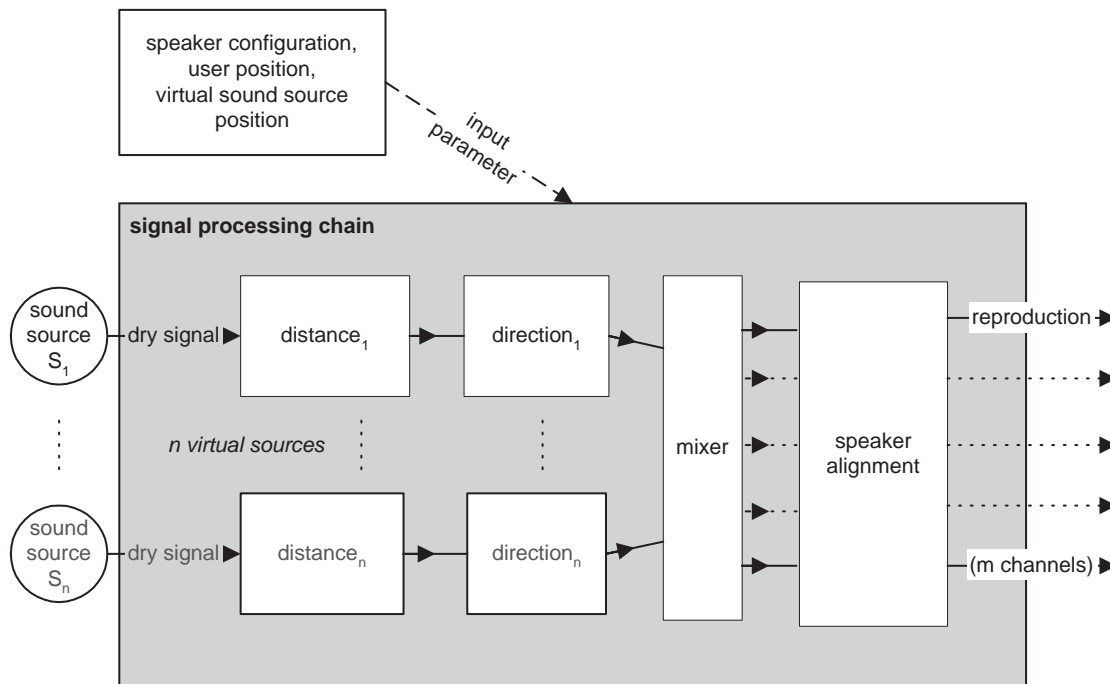 speaker configuration,
user position,
virtual sound source
position
input
parameter
signal processing chain
sound
source
S₁
dry signal
distance₁
direction₁
reproduction
n virtual sources
mixer
speaker
alignment
sound
source
Sₙ
dry signal
distanceₙ
directionₙ
(m channels)